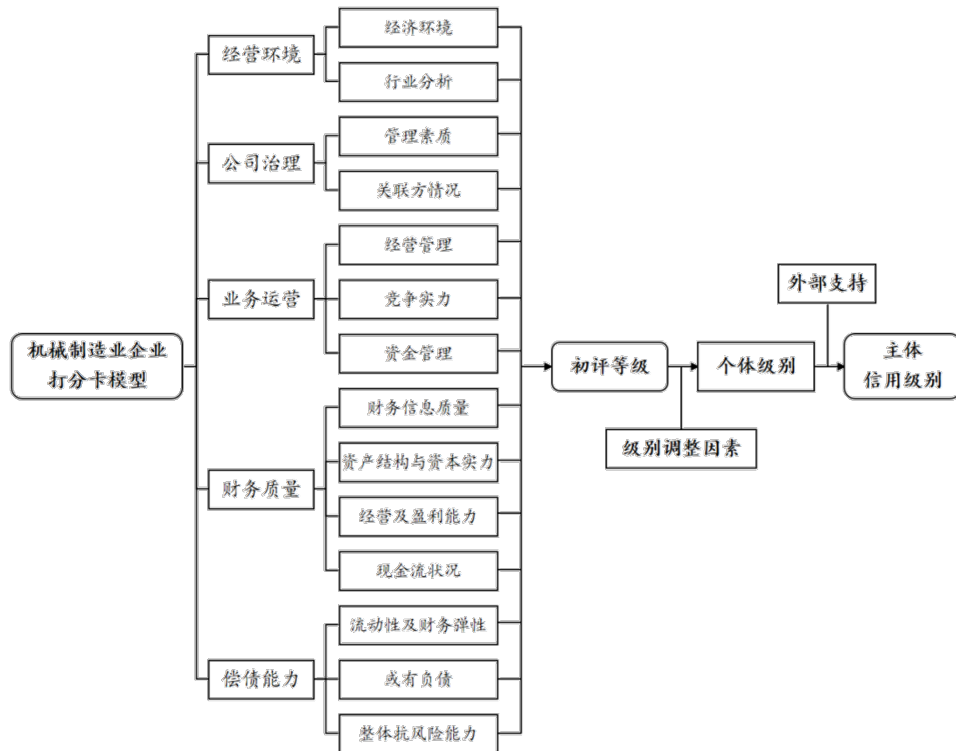 机械制造业企业
打分卡模型
经营环境
经济环境
行业分析
公司治理
管理素质
关联方情况
业务运营
经营管理
竞争实力
资金管理
财务质量
财务信息质量
资产结构与资本实力
经营及盈利能力
现金流状况
偿债能力
流动性及财务弹性
或有负债
整体抗风险能力
初评等级
级别调整因素
个体级别
外部支持
主体
信用级别